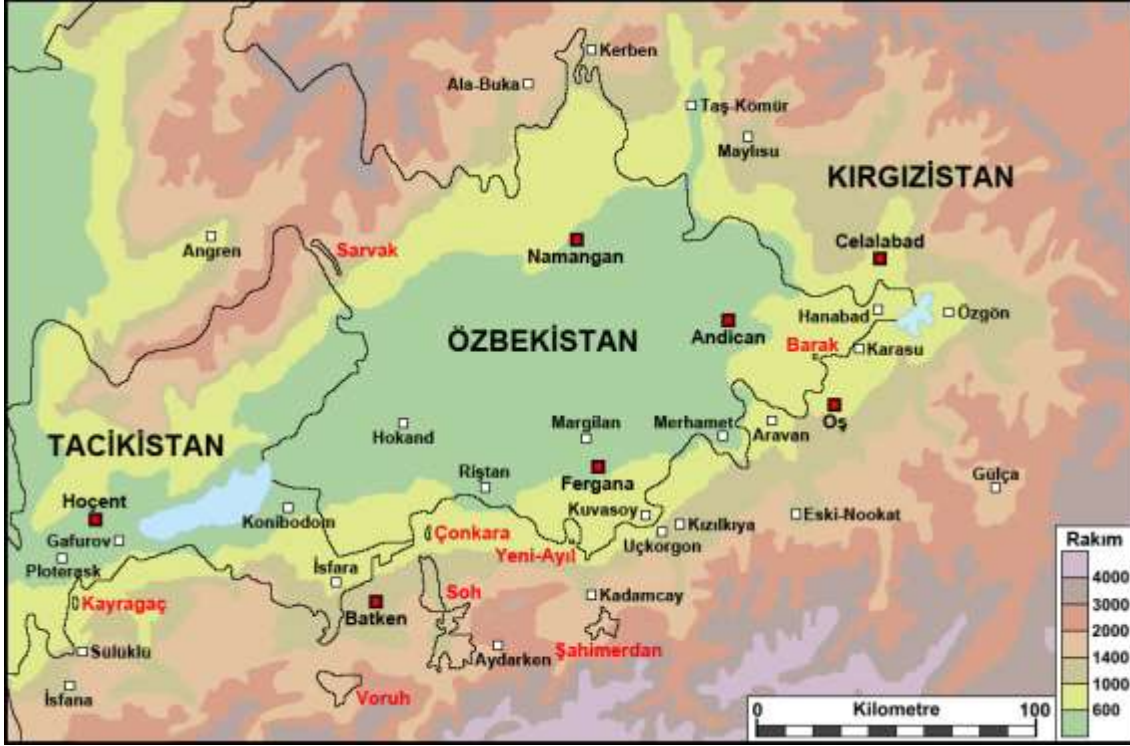 Kerben
Ala-Buka
Taş-Kömür
Maylısu
KIRGIZİSTAN
Angren
Sarvak
Namangan
Celalabad
Hanabad
Özgön
ÖZBEKİSTAN
Andican
Barak
Karasu
Oş
Hokand
Margilan
Merhamet
Aravan
TACİKİSTAN
Riştan
Fergana
Gülça
Hoçent
Konibodom
Kuvasoy
Kızılkıya
Eski-Nookat
Çonkara
Gafurov
Yeni-Ayıl
Uçkorgon
Ploterask
İsfara
Soh
Kadamcay
Kayragaç
Batken
Sülüklü
Aydarken
Şahimerdan
İsfana
Voruh
Rakım
4000
3000
2000
1400
1000
600
0 Kilometre 100